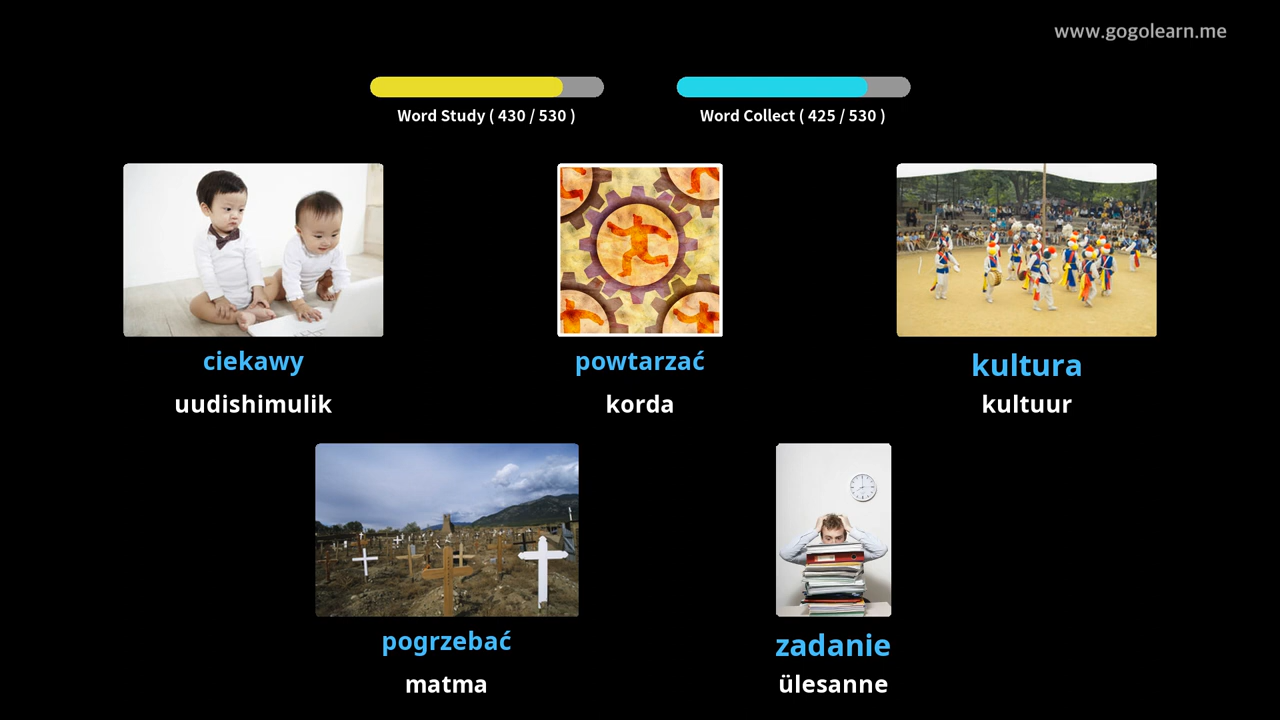 www.gogolearn.me
Word Study ( 430 / 530 )
Word Collect ( 425 / 530 )
ciekawy
uudishimulik
powtarzać
korda
kultura
kultuur
pogrzebać
matma
zadanie
ülesanne